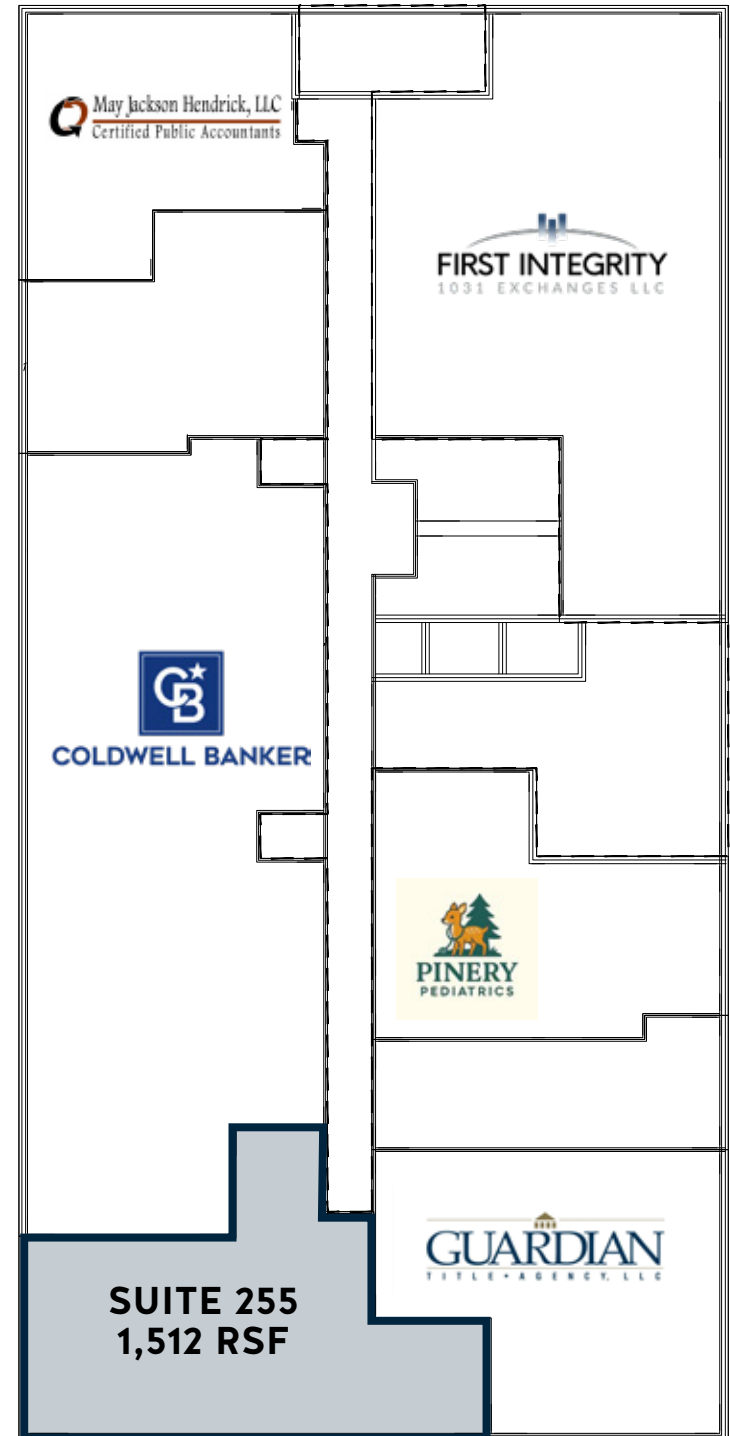 May Jackson Hendrick, LLC
Certified Public Accountants
FIRST INTEGRITY
1031 EXCHANGES LLC
CB
COLDWELL BANKER
PINERY
PEDIATRICS
GUARDIAN
TITLE • AGENCY, LLC
SUITE 255
1,512 RSF